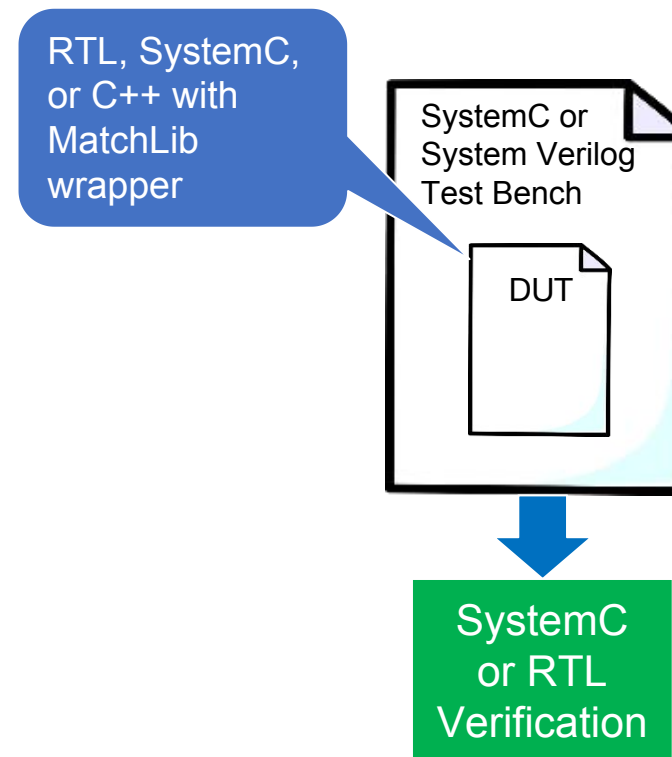 RTL, SystemC,
or C++ with
MatchLib
wrapper
SystemC or
System Verilog
Test Bench
DUT
SystemC
or RTL
Verification